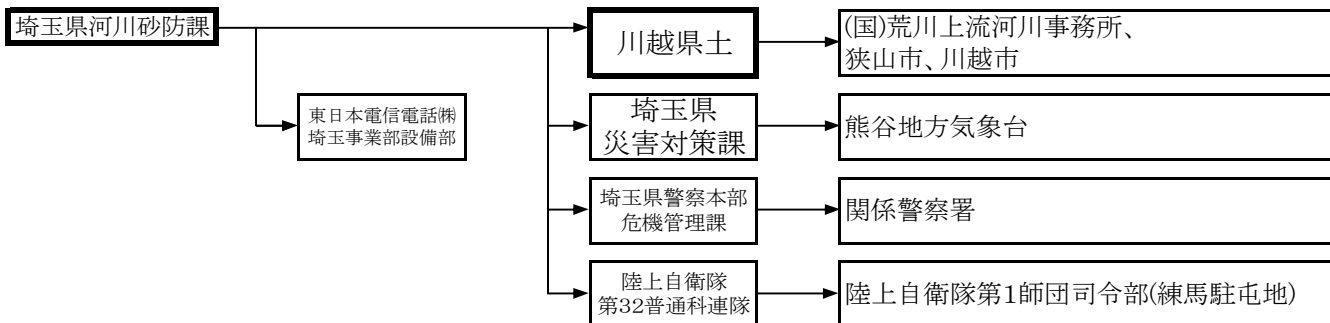 埼玉県河川砂防課
川越県土
(国)荒川上流河川事務所、
狭山市、川越市
東日本電信電話㈱
埼玉事業部設備部
埼玉県
災害対策課
熊谷地方気象台
埼玉県警察本部
危機管理課
関係警察署
陸上自衛隊
第32普通科連隊
陸上自衛隊第1師団司令部(練馬駐屯地)